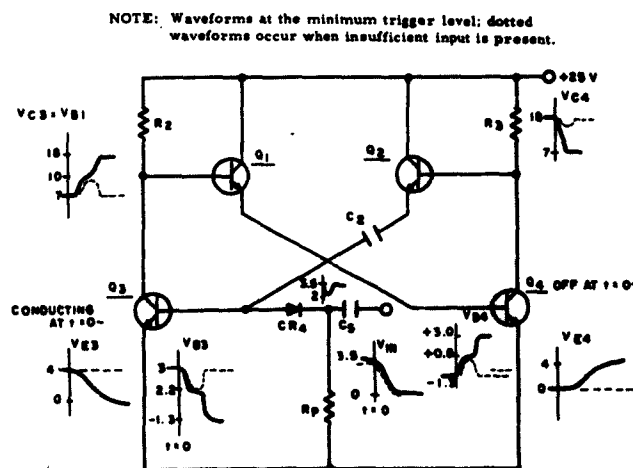 NOTE: Waveforms at the minimum trigger level; dotted
waveforms occur when insufficient input is present.
+25 V
VC3 = VB1
18
10
7
R2
Q1
Q2
R3
VC4
18
7
C2
Q3
CONDUCTING
AT t = 0-
3.5
2
CR4
C5
Q4 OFF AT t = 0-
VE3
4
0
VB3
3
2.2
-1.3
t = 0
RP
VIN
3.5
0
t = 0
VB4
+3.0
+0.8
-1.3
VE4
4
0